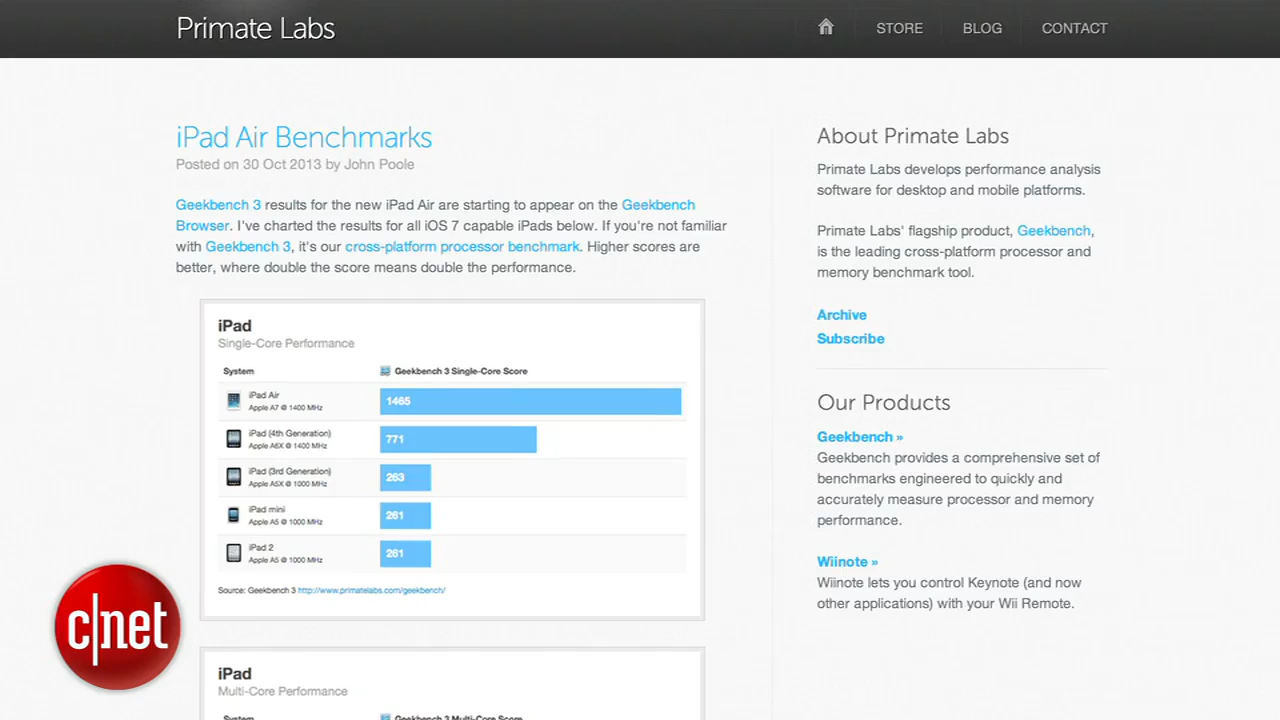 Primate Labs
STORE
BLOG
CONTACT
iPad Air Benchmarks
Posted on 30 Oct 2013 by John Poole
Geekbench 3 results for the new iPad Air are starting to appear on the Geekbench
Browser. I've charted the results for all iOS 7 capable iPads below. If you're not familiar
with Geekbench 3, it's our cross-platform processor benchmark. Higher scores are
better, where double the score means double the performance.
iPad
Single-Core Performance
System
Geekbench 3 Single-Core Score
iPad Air
Apple A7 @ 1400 MHz
1465
iPad (4th Generation)
Apple A6X @ 1400 MHz
771
iPad (3rd Generation)
Apple A5X @ 1000 MHz
263
iPad mini
Apple A5 @ 1000 MHz
261
iPad 2
Apple A5 @ 1000 MHz
261
Source: Geekbench 3 http://www.primatelabs.com/geekbench/
iPad
Multi-Core Performance
System
Geekbench 3 Multi-Core Score
About Primate Labs
Primate Labs develops performance analysis
software for desktop and mobile platforms.
Primate Labs' flagship product, Geekbench,
is the leading cross-platform processor and
memory benchmark tool.
Archive
Subscribe
Our Products
Geekbench »
Geekbench provides a comprehensive set of
benchmarks engineered to quickly and
accurately measure processor and memory
performance.
Wiinote »
Wiinote lets you control Keynote (and now
other applications) with your Wii Remote.
c|net